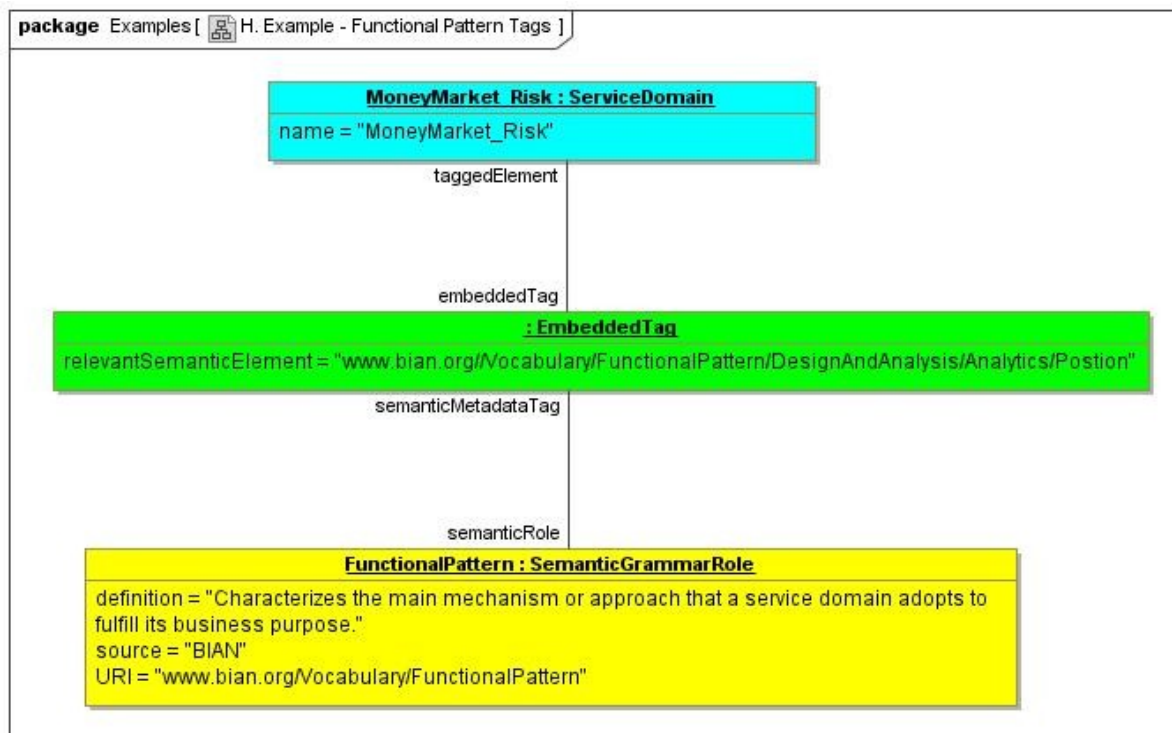 package Examples [ H. Example - Functional Pattern Tags ]
MoneyMarket_Risk : ServiceDomain
name = "MoneyMarket_Risk"
taggedElement
embeddedTag
: EmbeddedTag
relevantSemanticElement = "www.bian.org//Vocabulary/FunctionalPattern/DesignAndAnalysis/Analytics/Postion"
semanticMetadataTag
semanticRole
FunctionalPattern : SemanticGrammarRole
definition = "Characterizes the main mechanism or approach that a service domain adopts to
fulfill its business purpose."
source = "BIAN"
URI = "www.bian.org/Vocabulary/FunctionalPattern"